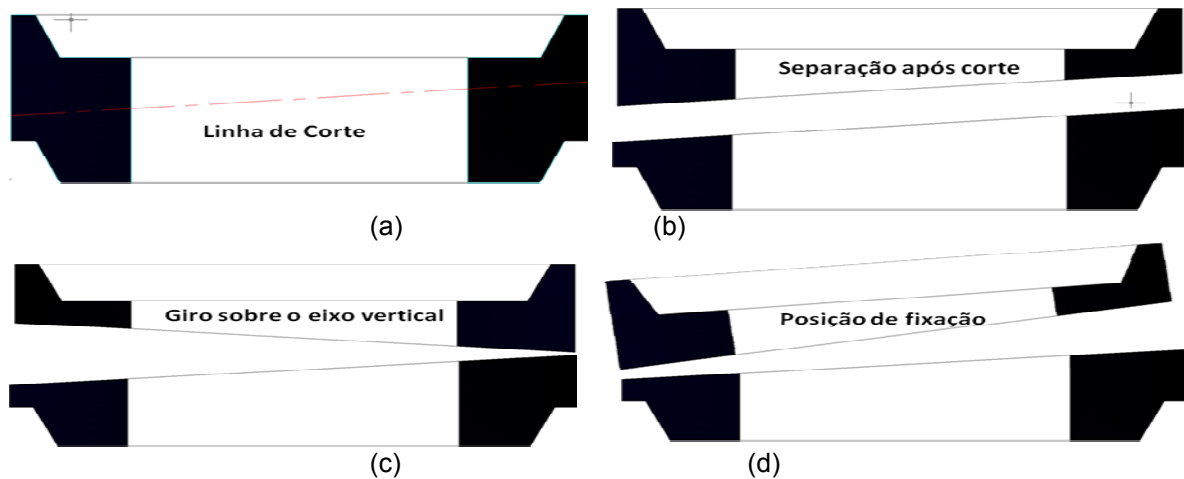 Linha de Corte
Separação após corte
(a)
(b)
Giro sobre o eixo vertical
Posição de fixação
(c)
(d)